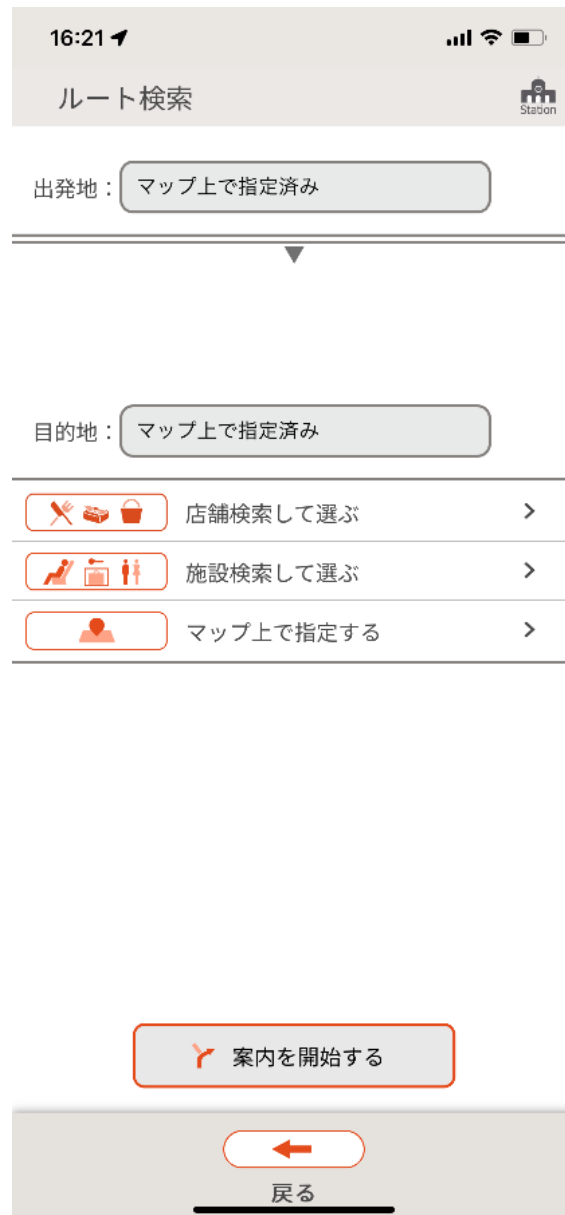 16:21
ルート検索
Station
出発地：マップ上で指定済み
目的地：マップ上で指定済み
店舗検索して選ぶ
施設検索して選ぶ
マップ上で指定する
案内を開始する
戻る